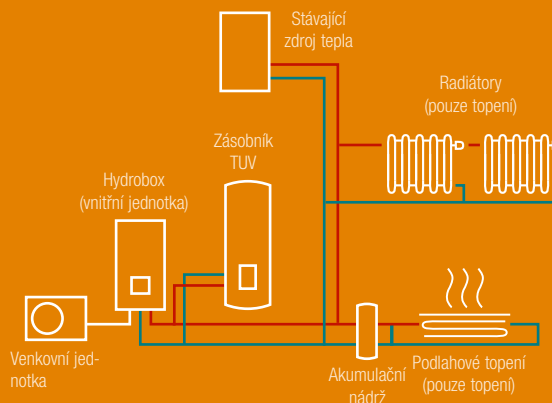 Stávající
zdroj tepla
Radiátory
(pouze topení)
Zásobník
TUV
Hydrobox
(vnitřní jednotka)
Venkovní jed-
notka
Akumulační
nádrž
Podlahové topení
(pouze topení)